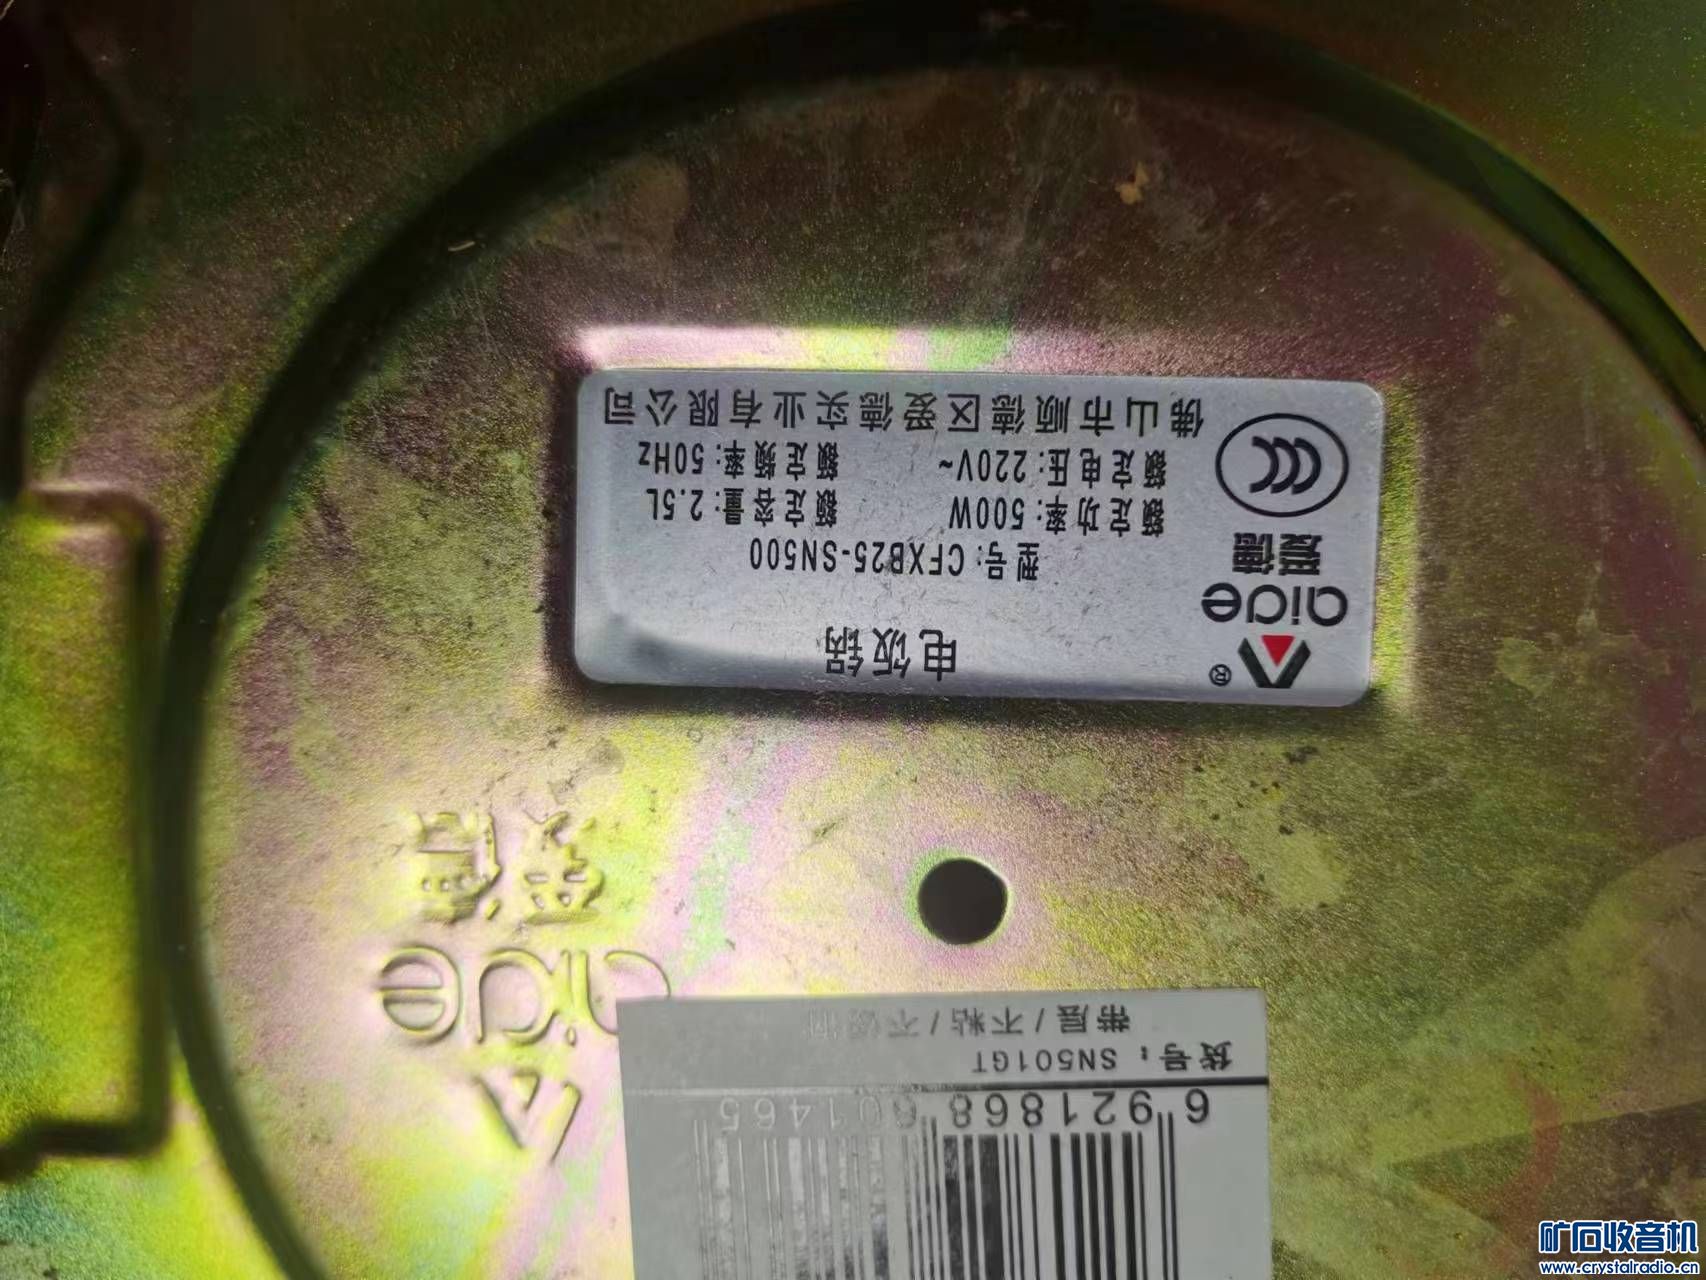 aide
爱德
电饭锅
型号:CFXB25-SN500
额定功率:500W 额定容量:2.5L
额定电压:220V~ 额定频率:50Hz
佛山市顺德区爱德实业有限公司
®
aide
爱德
6 921868 601465
货号:SN501GT
带层/不粘/不锈钢
矿石收音机
www.crystalradio.cn